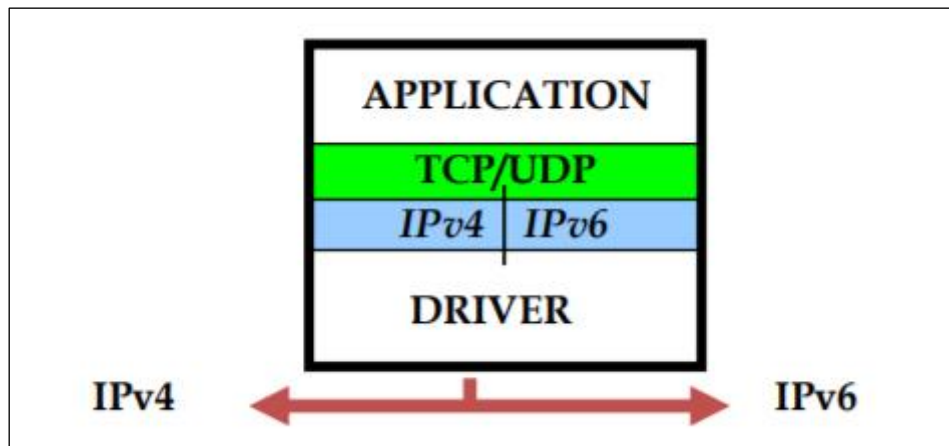 APPLICATION
TCP/UDP
IPv4 IPv6
DRIVER
IPv4 IPv6